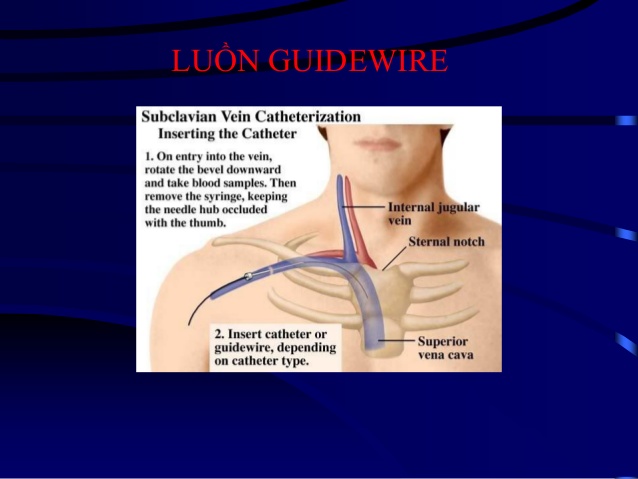 LUỒN GUIDEWIRE
Subclavian Vein Catheterization
Inserting the Catheter
1. On entry into the vein,
rotate the bevel downward
and take blood samples. Then
remove the syringe, keeping
the needle hub occluded
with the thumb.
Internal jugular
vein
Sternal notch
2. Insert catheter or
guidewire, depending
on catheter type.
Superior
vena cava